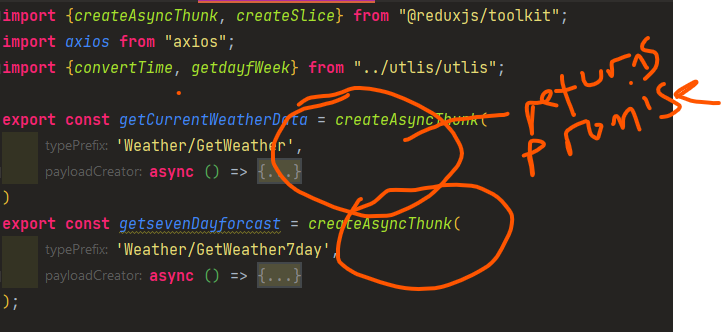 import {createAsyncThunk, createSlice} from "@reduxjs/toolkit";
import axios from "axios";
import {convertTime, getdayfWeek} from "../utlis/utlis";
export const getCurrentWeatherData = createAsyncThunk(
returns
promise
typePrefix: 'Weather/GetWeather',
payloadCreator: async () => {...}
)
export const getsevenDayforcast = createAsyncThunk(
typePrefix: 'Weather/GetWeather7day',
payloadCreator: async () => {...}
);